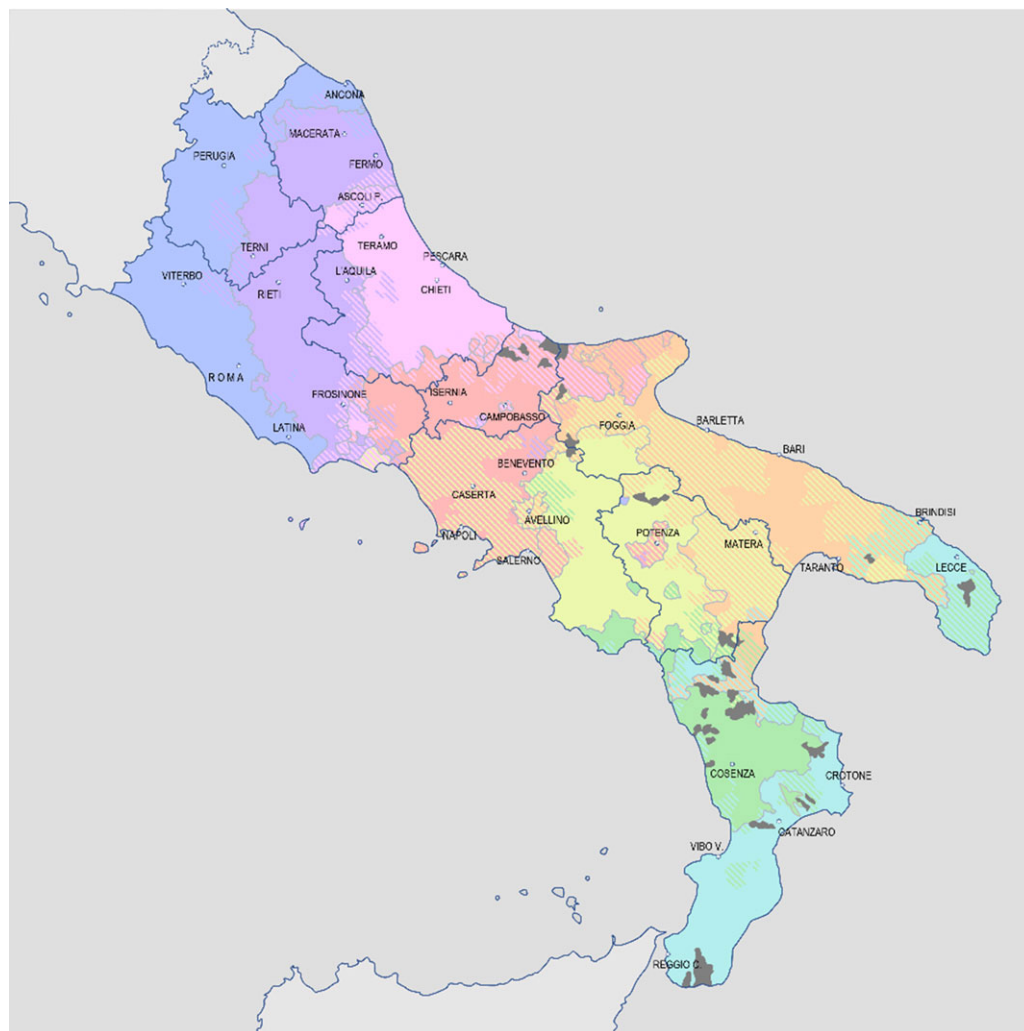 ANCONA
MACERATA
PERUGIA
FERMO
ASCOLI P.
TERNI
TERAMO
PESCARA
VITERBO
L'AQUILA
RIETI
CHIETI
ROMA
FROSINONE
ISERNIA
CAMPOBASSO
LATINA
FOGGIA
BARLETTA
BARI
BENEVENTO
CASERTA
AVELLINO
BRINDISI
NAPOLI
POTENZA
MATERA
SALERNO
TARANTO
LECCE
COSENZA
CROTONE
CATANZARO
VIBO V.
REGGIO C.